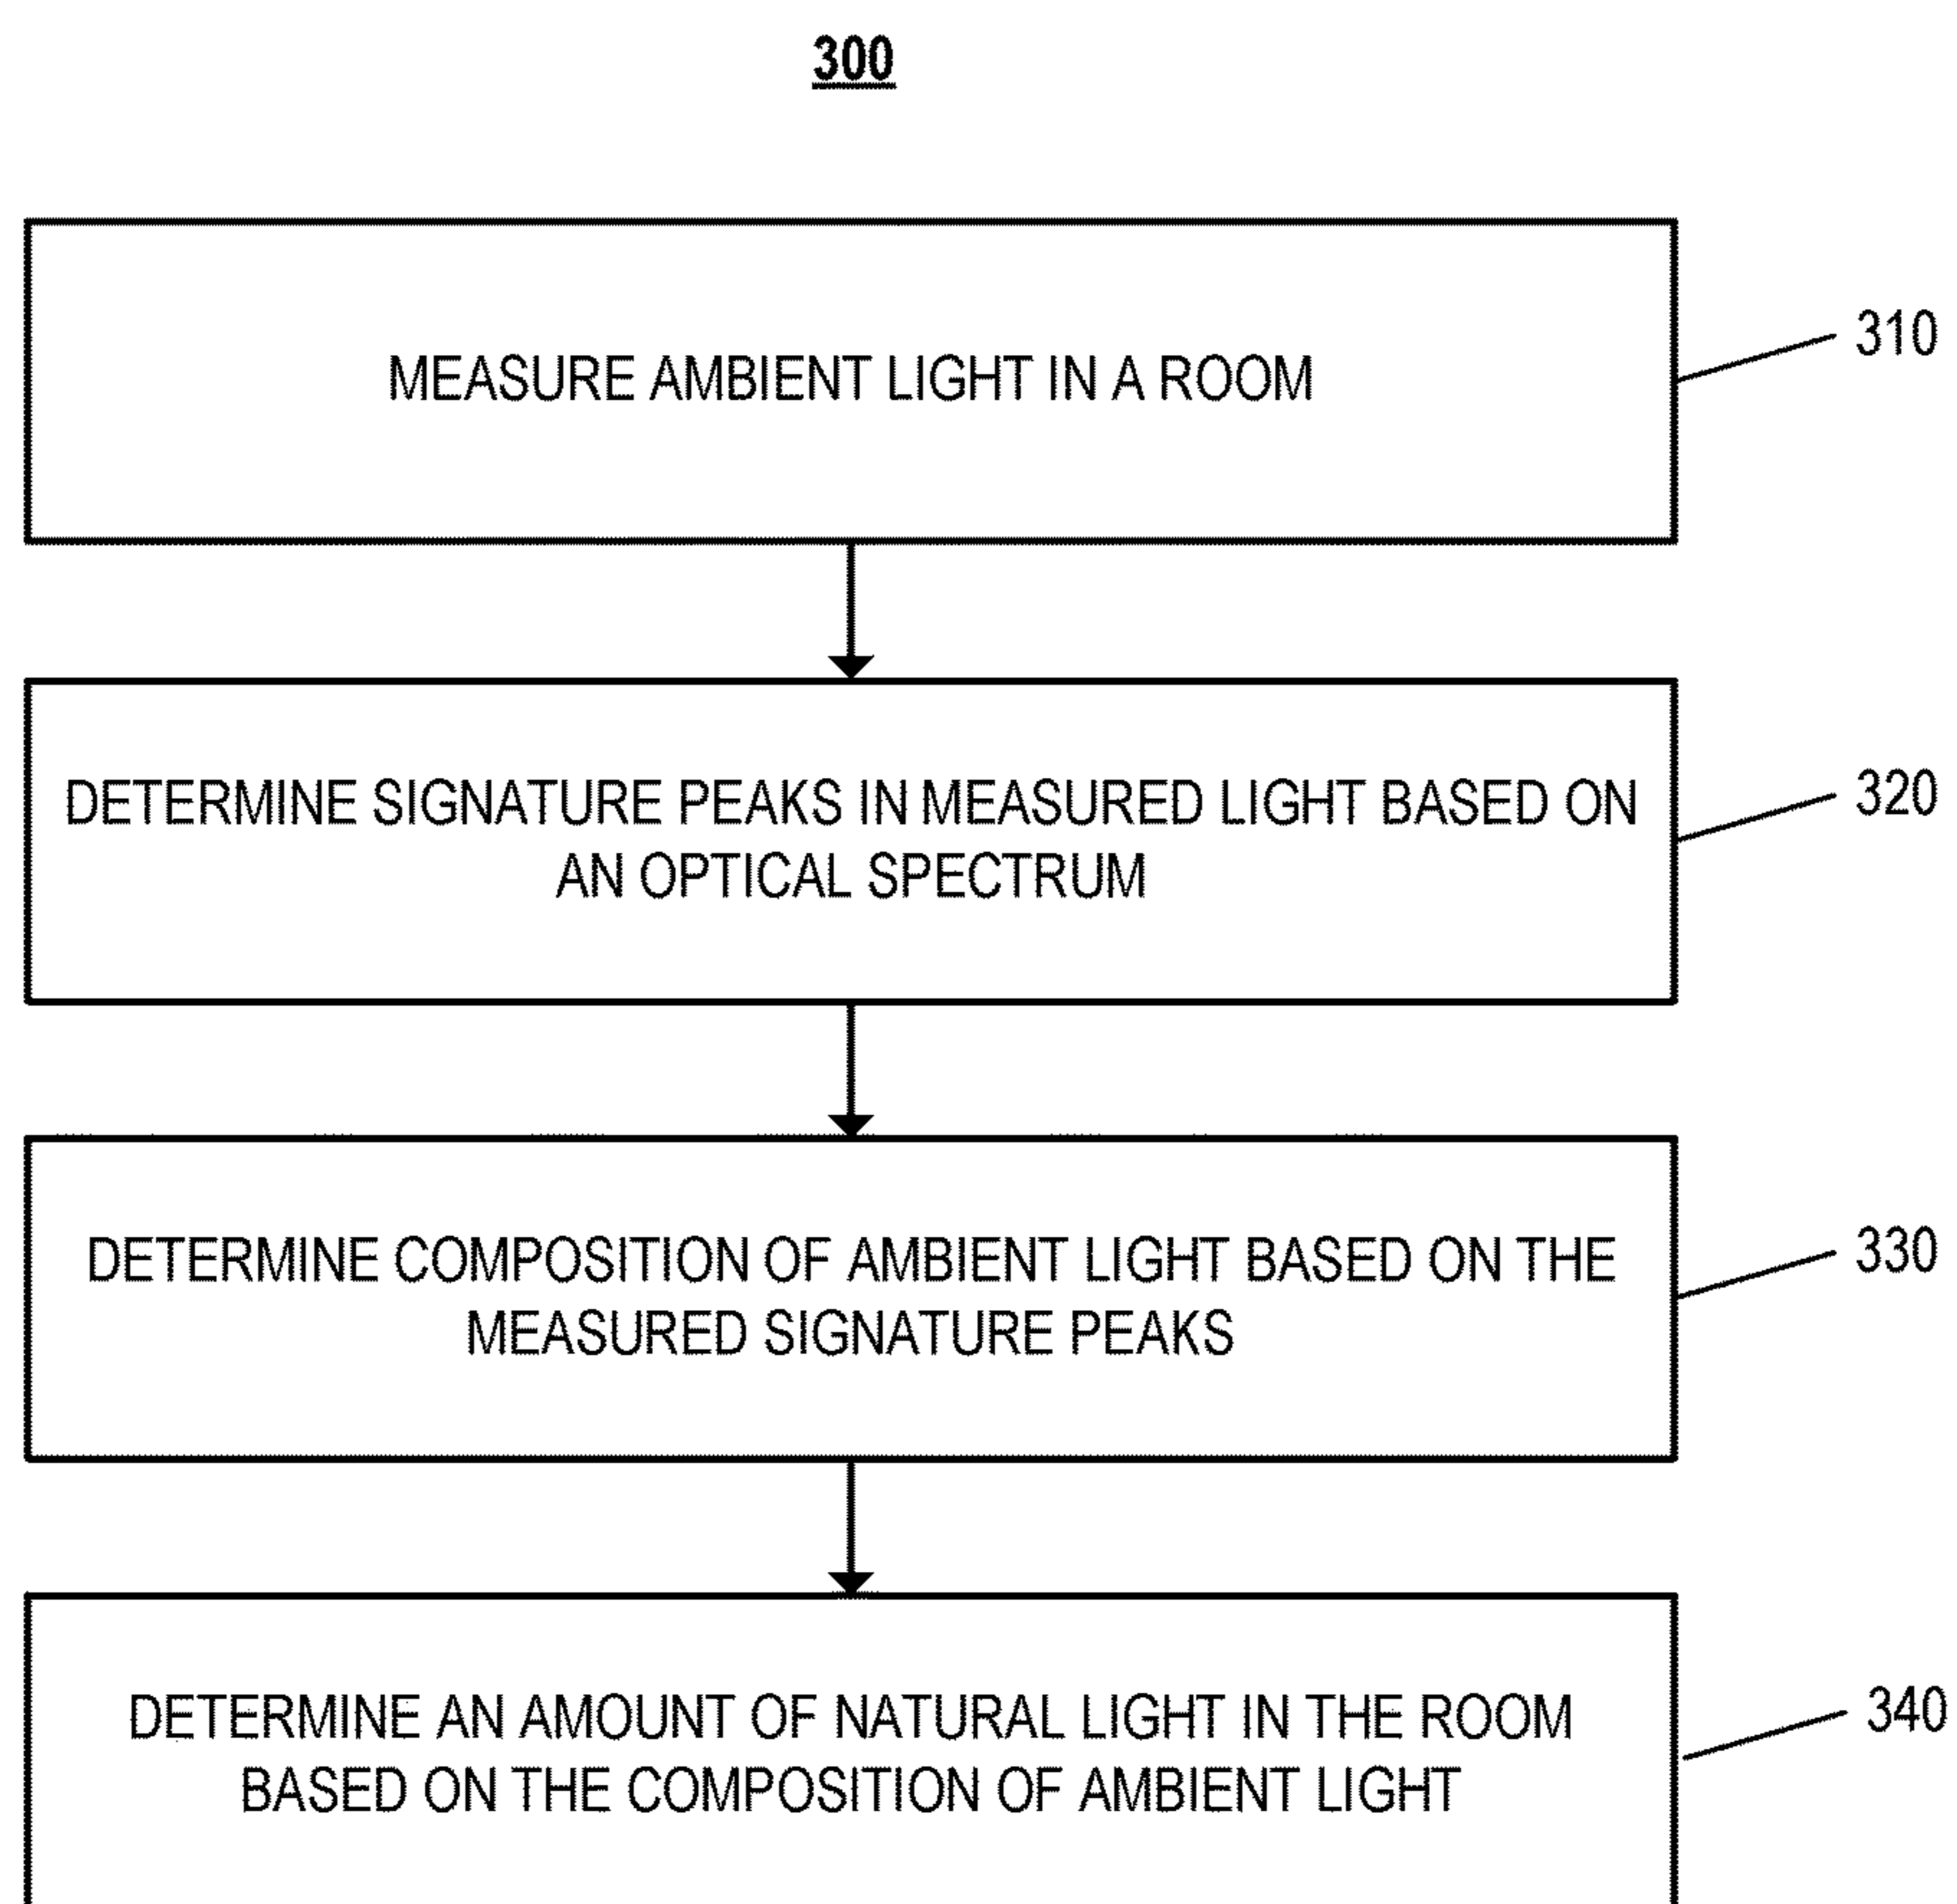 300
MEASURE AMBIENT LIGHT IN A ROOM
310
DETERMINE SIGNATURE PEAKS IN MEASURED LIGHT BASED ON
AN OPTICAL SPECTRUM
320
DETERMINE COMPOSITION OF AMBIENT LIGHT BASED ON THE
MEASURED SIGNATURE PEAKS
330
DETERMINE AN AMOUNT OF NATURAL LIGHT IN THE ROOM
BASED ON THE COMPOSITION OF AMBIENT LIGHT
340